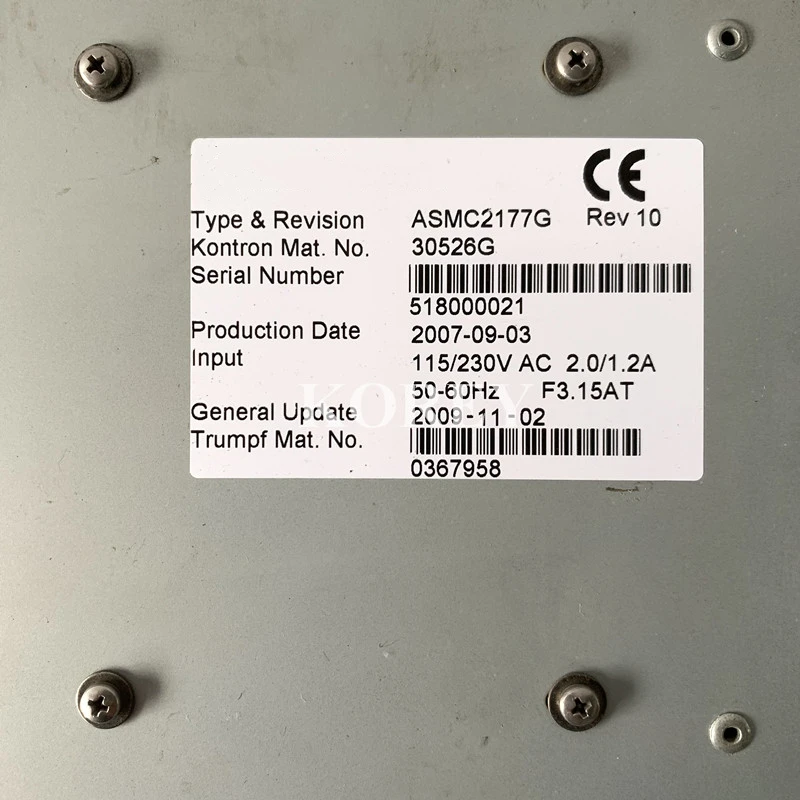 CE
Type & Revision ASMC2177G Rev 10
Kontron Mat. No. 30526G
Serial Number
518000021
Production Date 2007-09-03
Input 115/230V AC 2.0/1.2A
50-60Hz F3.15AT
General Update 2009-11-02
Trumpf Mat. No.
0367958